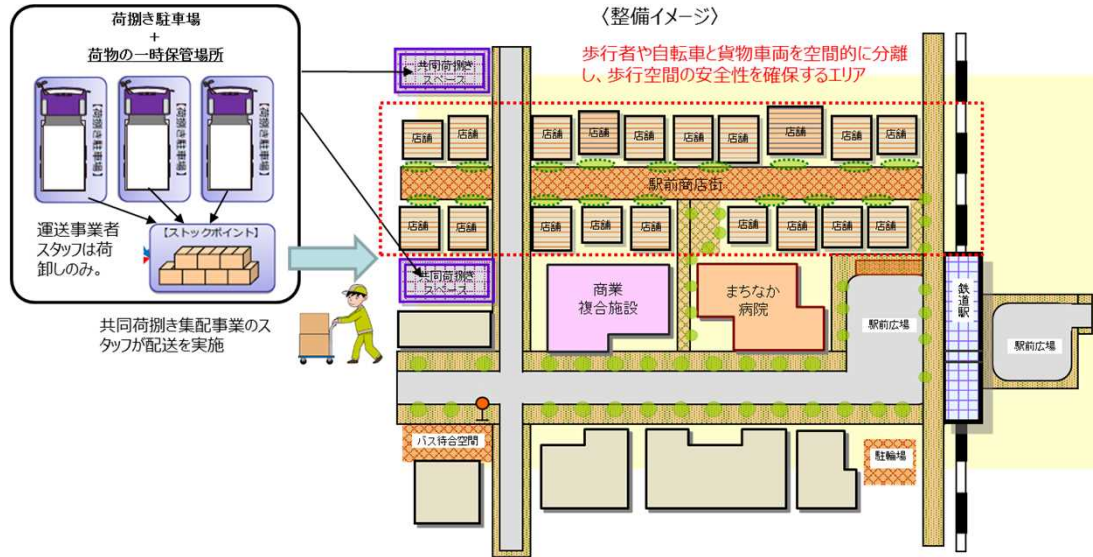 荷捌き駐車場
+
荷物の一時保管場所
【荷捌き駐車場】
【荷捌き駐車場】
【荷捌き駐車場】
運送事業者
スタッフは荷
卸しのみ。
【ストックポイント】
共同荷捌き集配事業のス
タッフが配送を実施
〈整備イメージ〉
歩行者や自転車と貨物車両を空間的に分離
し、歩行空間の安全性を確保するエリア
共同荷捌き
スペース
店舗
店舗
店舗
店舗
店舗
店舗
店舗
店舗
店舗
店舗
駅前商店街
店舗
店舗
店舗
店舗
店舗
店舗
店舗
店舗
店舗
共同荷捌き
スペース
商業
複合施設
まちなか
病院
駅前広場
鉄道駅
駅前広場
バス待合空間
駐輪場